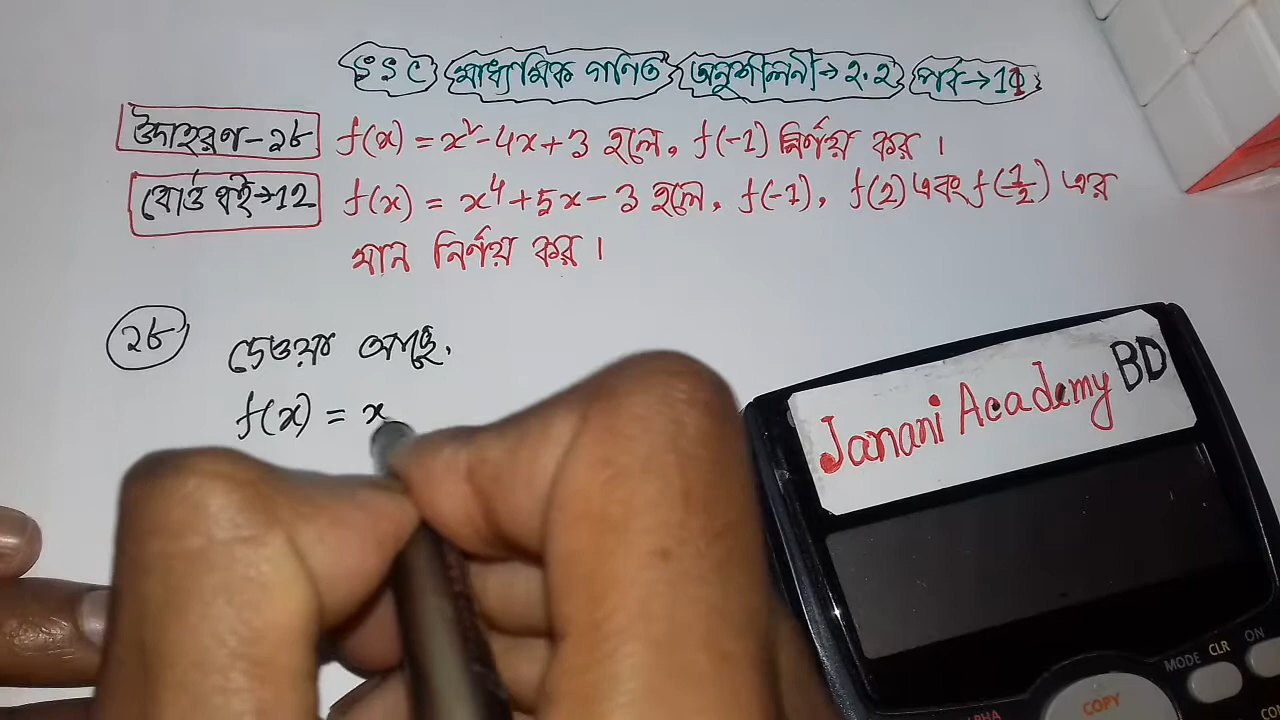 SSC মাধ্যমিক গণিত অনুশীলনী→২.২ পর্ব→11
উদাহরণ-২৮ f(x) = x²-4x+3 হলে, f(-1) নির্ণয় কর।
বোর্ড বই→12 f(x) = x⁴+5x-3 হলে, f(-1), f(2) এবং f(1/2) এর
মান নির্ণয় কর।
২৮ দেওয়া আছে,
f(x) = x
Janani Academy BD
MODE CLR ON
COPY